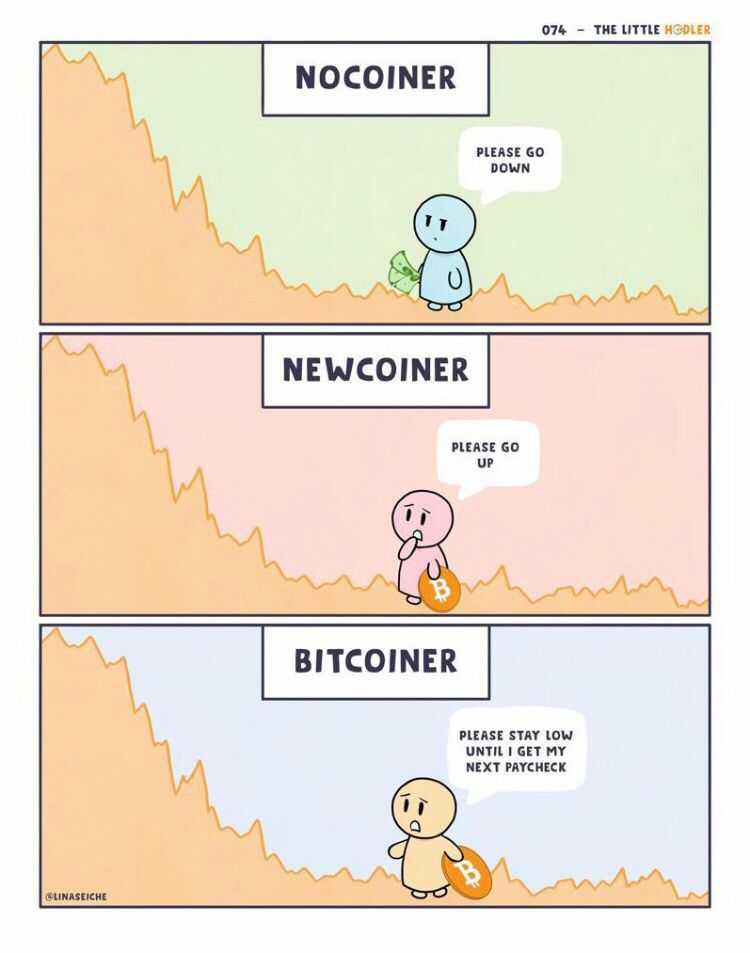 074 – THE LITTLE HODLER
NOCOINER
PLEASE GO
DOWN
NEWCOINER
PLEASE GO
UP
BITCOINER
PLEASE STAY LOW
UNTIL I GET MY
NEXT PAYCHECK
@LINASEICHE